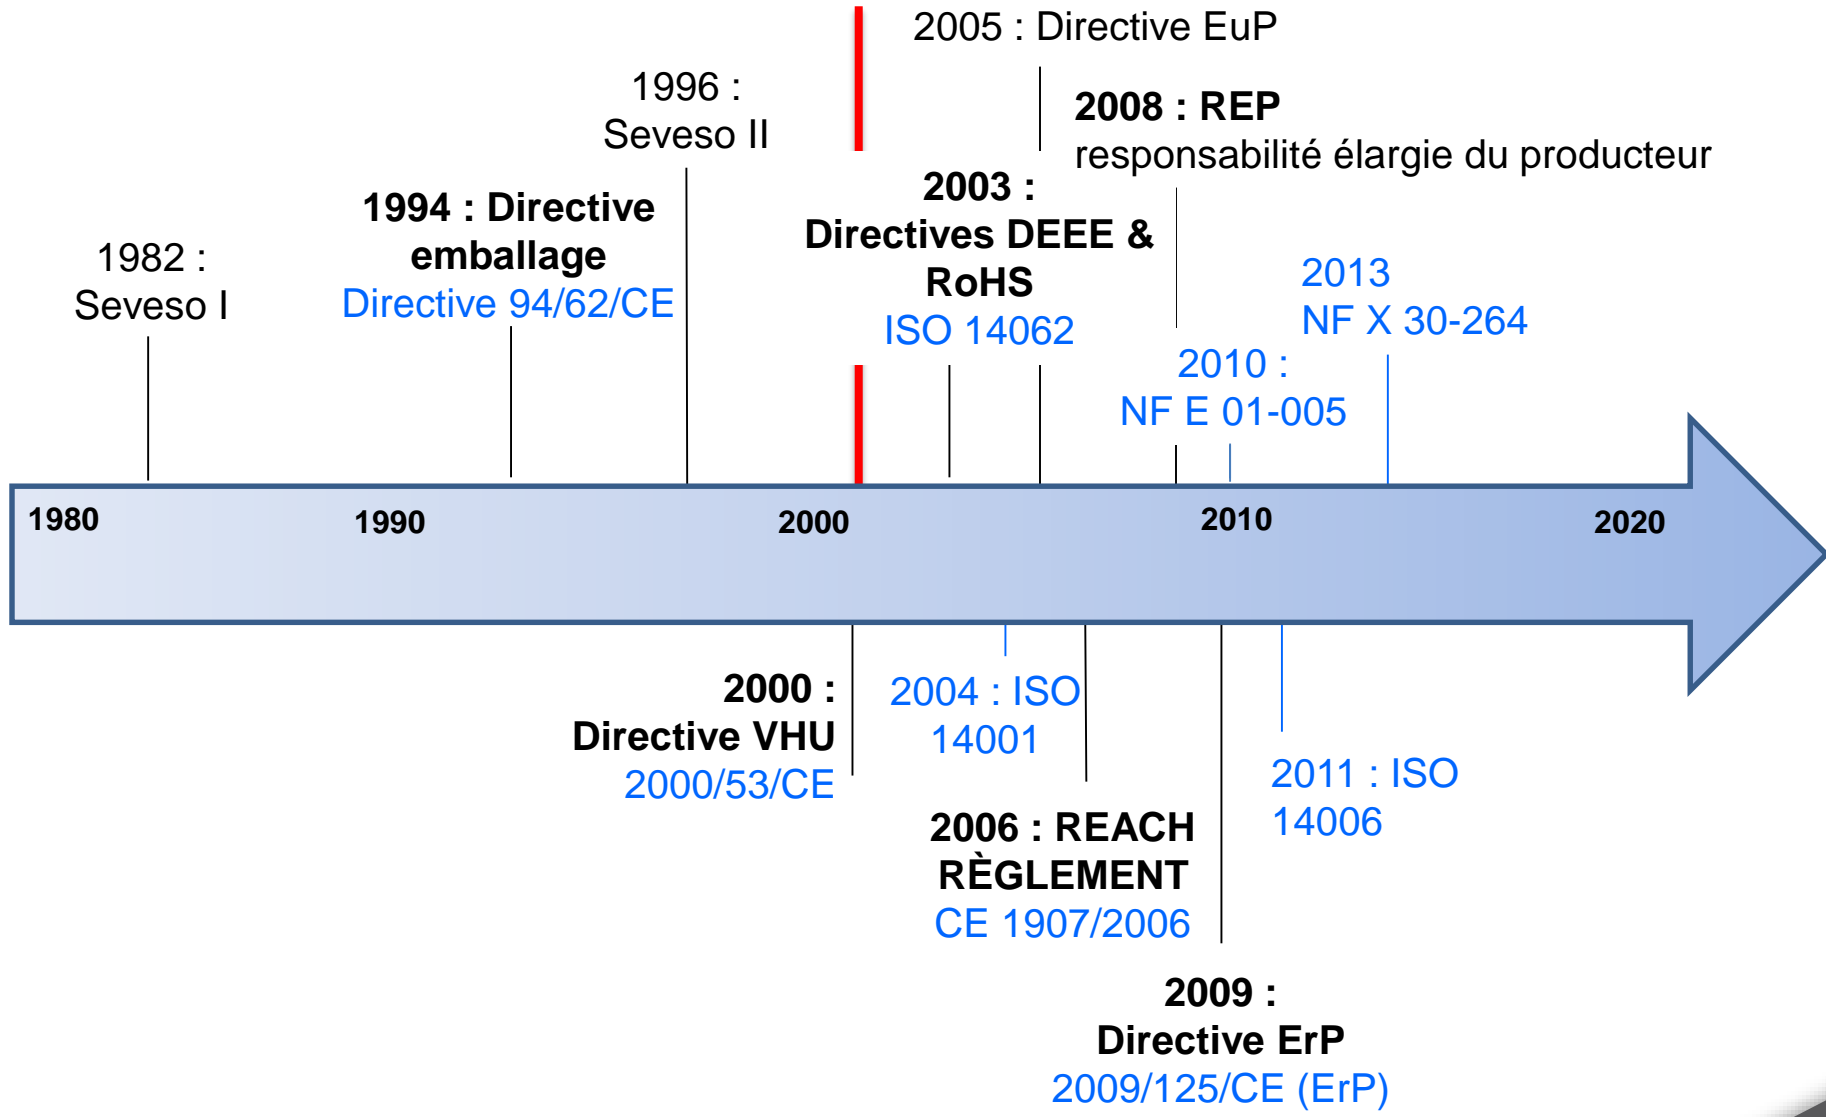 2005 : Directive EuP
1996 :
Seveso II
2008 : REP
responsabilité élargie du producteur
1994 : Directive
emballage
Directive 94/62/CE
2003 :
Directives DEEE &
RoHS
ISO 14062
1982 :
Seveso I
2013
NF X 30-264
2010 :
NF E 01-005
1980
1990
2000
2010
2020
2000 :
Directive VHU
2000/53/CE
2004 : ISO
14001
2006 : REACH
RÈGLEMENT
CE 1907/2006
2011 : ISO
14006
2009 :
Directive ErP
2009/125/CE (ErP)